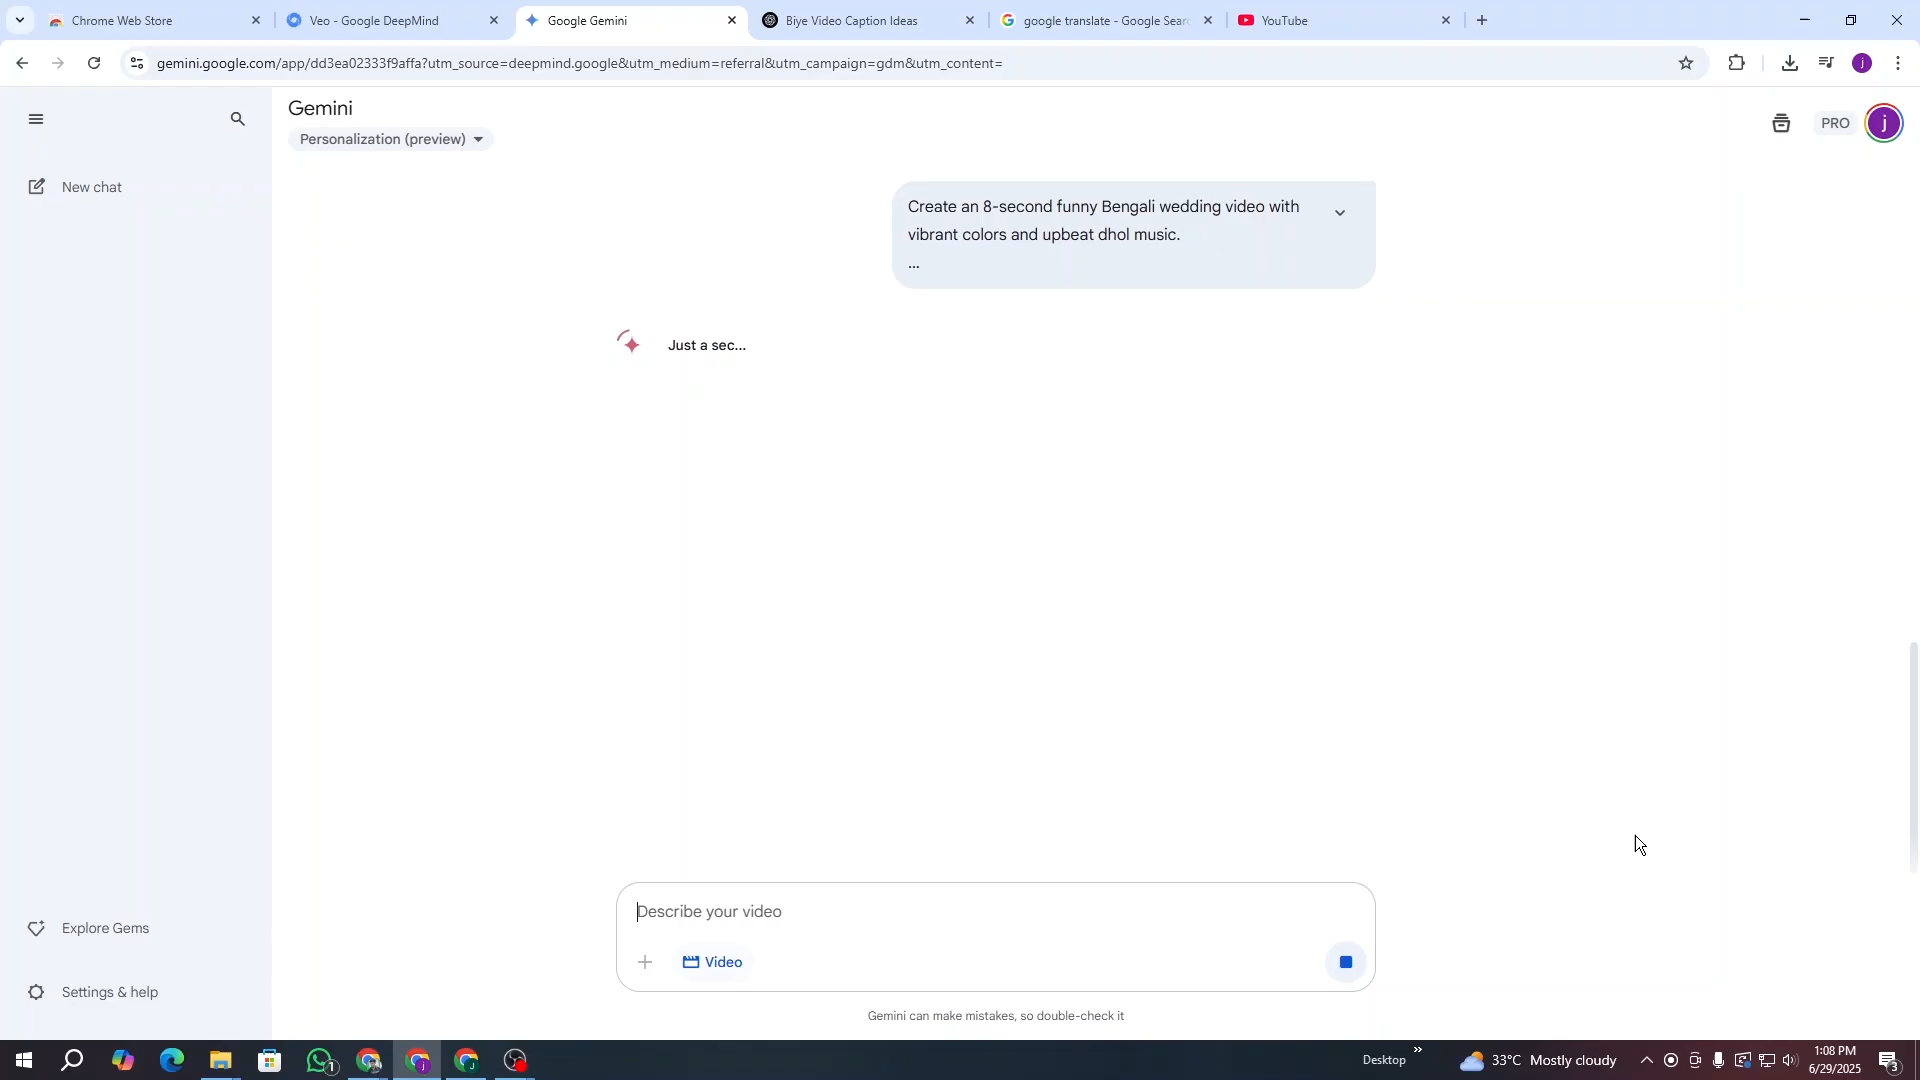 Chrome Web Store
Veo - Google DeepMind
Google Gemini
Biye Video Caption Ideas
google translate - Google Sear
YouTube
gemini.google.com/app/dd3ea02333f9affa?utm_source=deepmind.google&utm_medium=referral&utm_campaign=gdm&utm_content=
j
Gemini
Personalization (preview)
PRO
j
New chat
Create an 8-second funny Bengali wedding video with
vibrant colors and upbeat dhol music.
...
Just a sec...
Describe your video
Video
Explore Gems
Settings & help
Gemini can make mistakes, so double-check it
1
j
J
Desktop
33°C Mostly cloudy
1:08 PM
6/29/2025
3